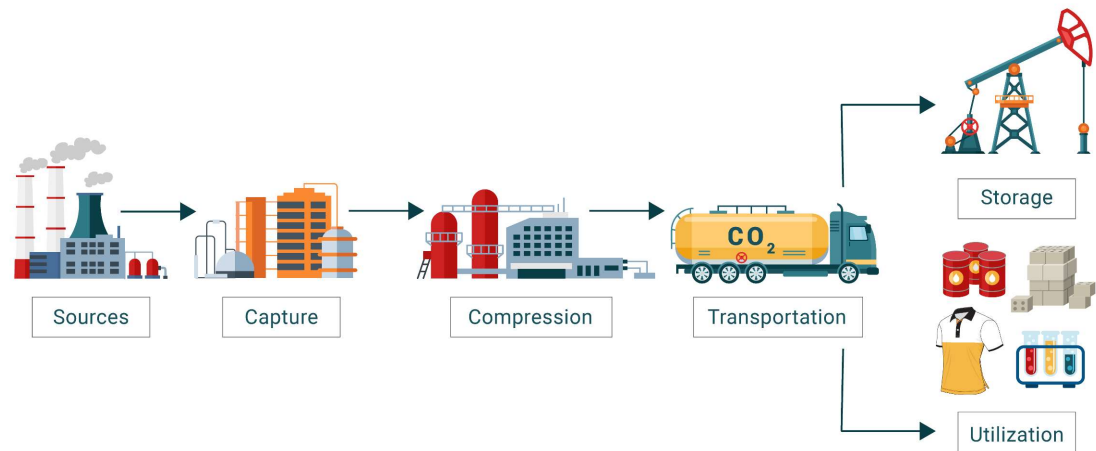 Sources
Capture
Compression
CO₂
Transportation
Storage
Utilization